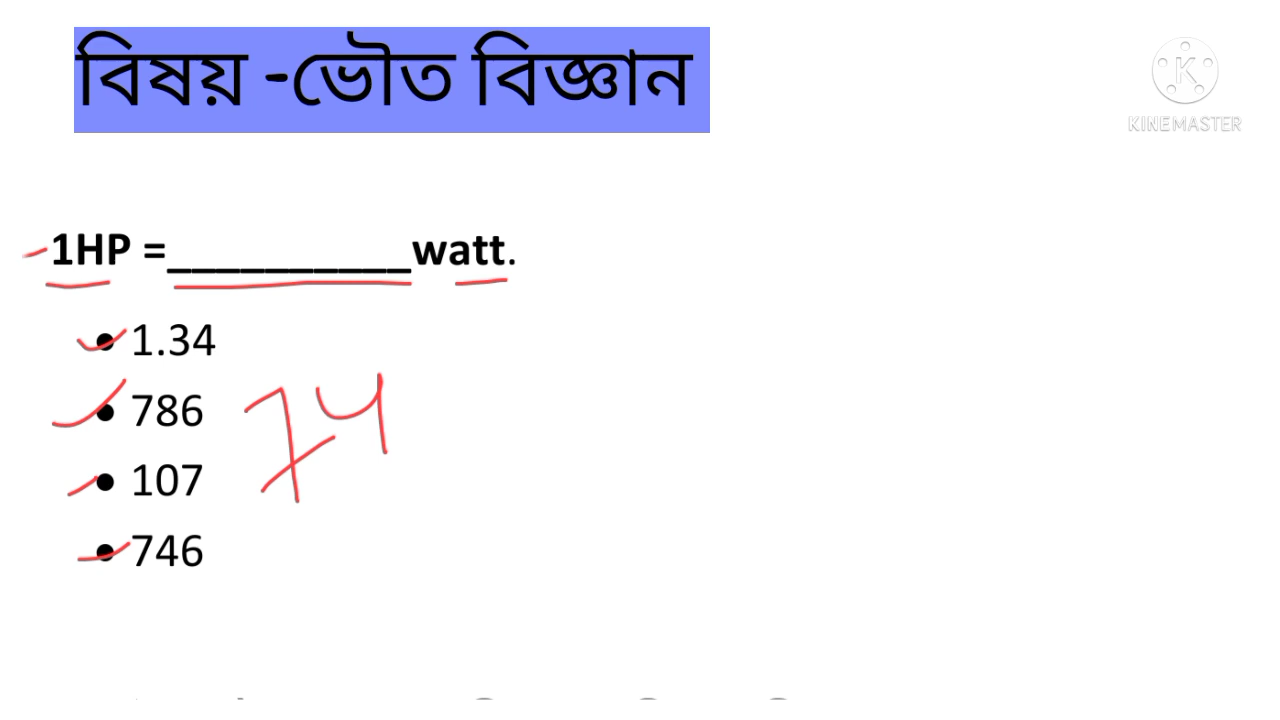 বিষয় -ভৌত বিজ্ঞান
KINEMASTER
1HP =__________watt.
• 1.34
• 786
74
• 107
• 746